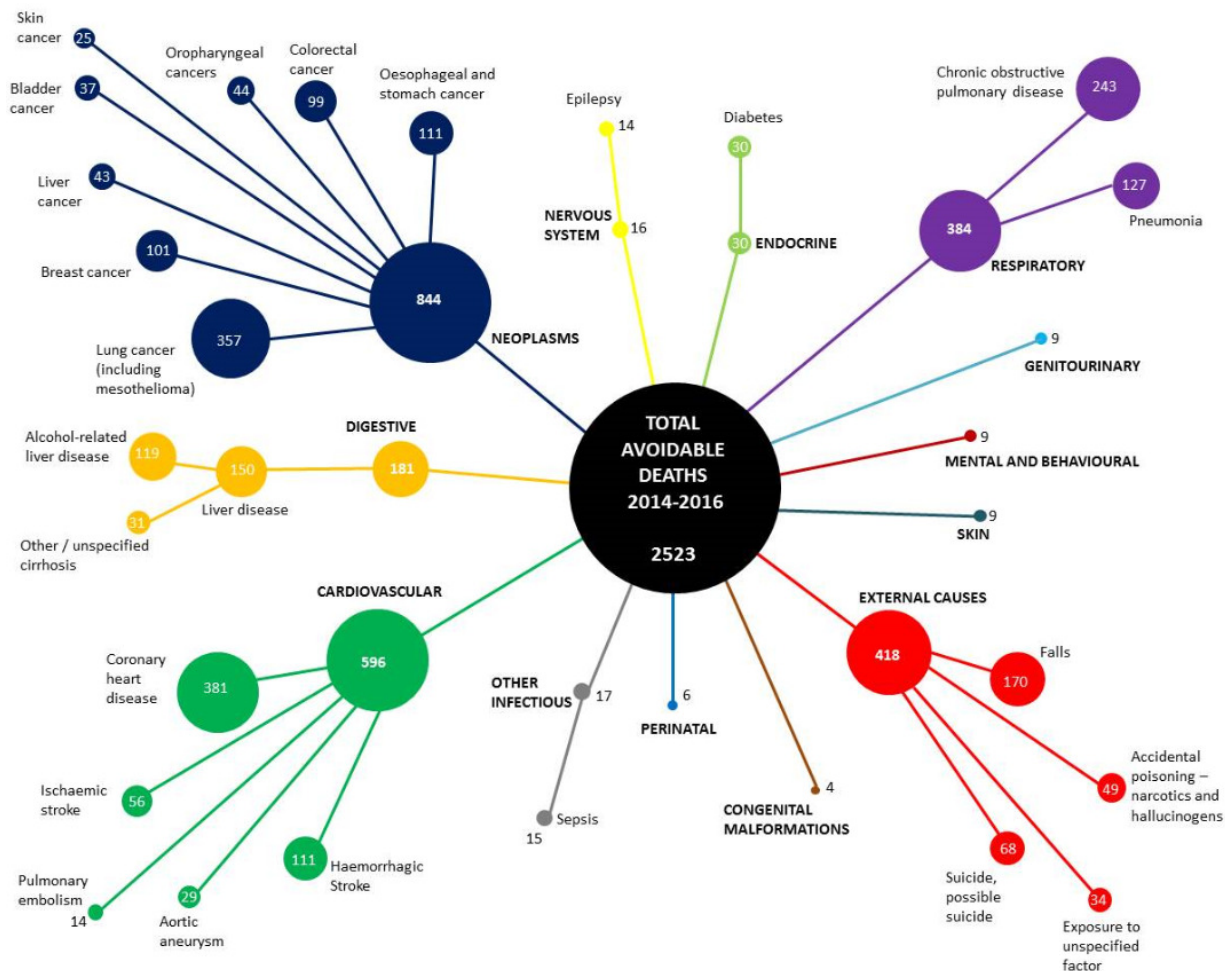 Skin
cancer
25
Bladder
cancer
37
Oropharyngeal
cancers
44
Colorectal
cancer
99
Oesophageal and
stomach cancer
111
Liver
cancer
43
Breast cancer
101
Lung cancer
(including
mesothelioma)
357
844
NEOPLASMS
Epilepsy
14
NERVOUS
SYSTEM
16
Diabetes
30
30
ENDOCRINE
Chronic obstructive
pulmonary disease
243
127
Pneumonia
384
RESPIRATORY
9
GENITOURINARY
9
MENTAL AND BEHAVIOURAL
9
SKIN
TOTAL
AVOIDABLE
DEATHS
2014-2016
2523
DIGESTIVE
181
Alcohol-related
liver disease
119
150
Liver disease
31
Other / unspecified
cirrhosis
CARDIOVASCULAR
596
Coronary
heart
disease
381
Ischaemic
stroke
56
Pulmonary
embolism
14
29
Aortic
aneurysm
111
Haemorrhagic
Stroke
OTHER
INFECTIOUS
17
15
Sepsis
6
PERINATAL
4
CONGENITAL
MALFORMATIONS
EXTERNAL CAUSES
418
Falls
170
Accidental
poisoning –
narcotics and
hallucinogens
49
68
Suicide,
possible
suicide
34
Exposure to
unspecified
factor